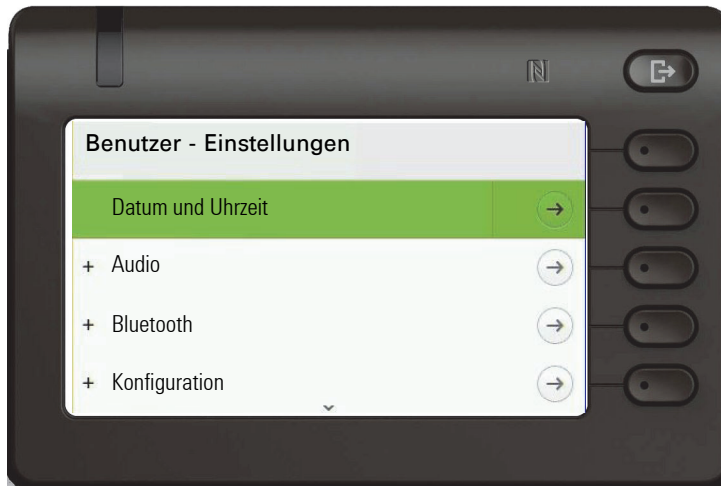 Benutzer - Einstellungen
Datum und Uhrzeit
+ Audio
+ Bluetooth
+ Konfiguration